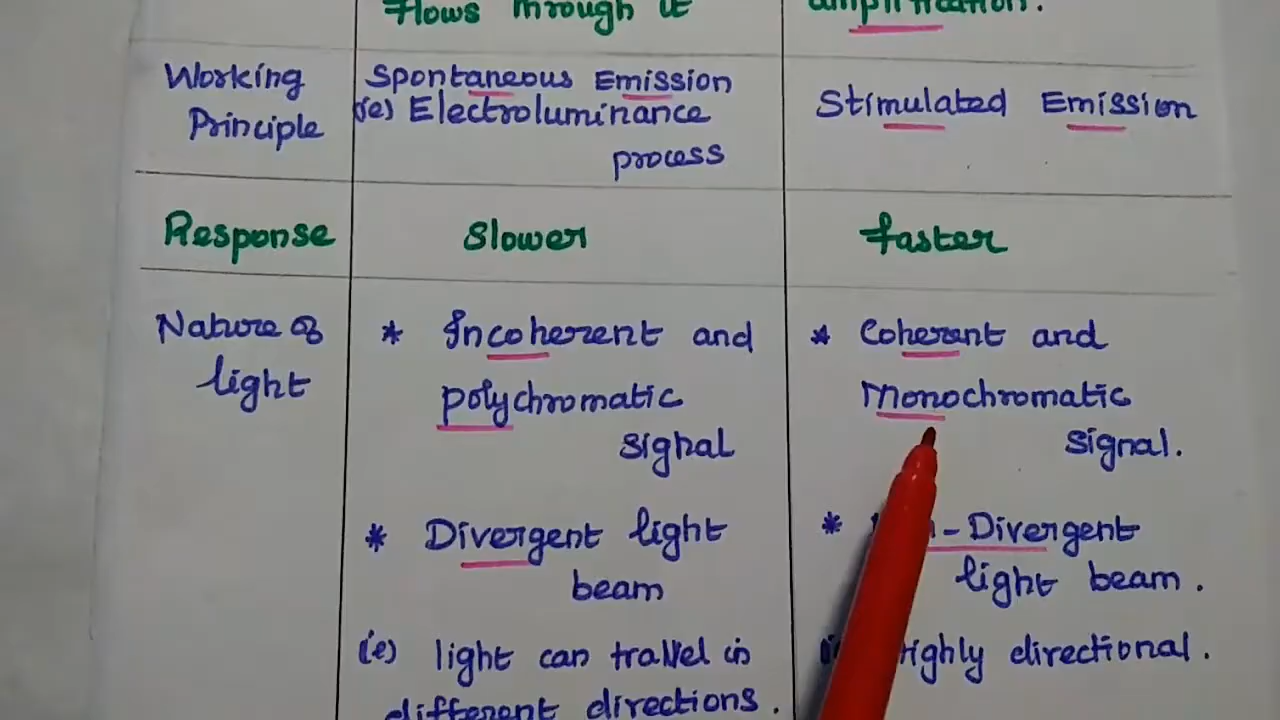 Flows through it
amplification.
Working
Principle
Spontaneous Emission
(ie) Electroluminance
process
Stimulated Emission
Response
Slower
faster
Nature of
light
* Incoherent and
polychromatic
signal
* Coherent and
Monochromatic
signal.
* Divergent light
beam
(ie) light can travel in
different directions.
* - Divergent
light beam.
Highly directional.